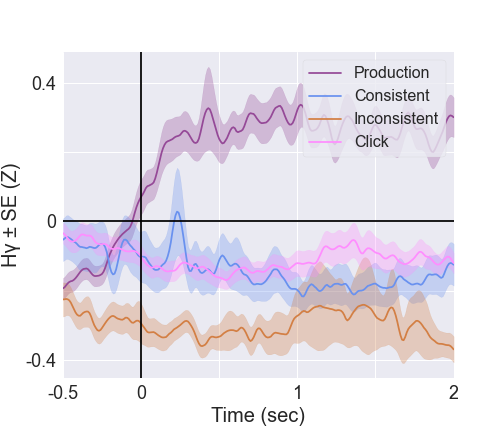 Production
Consistent
Inconsistent
Click
0.4
0
-0.4
Hγ ± SE (Z)
-0.5
0
1
2
Time (sec)